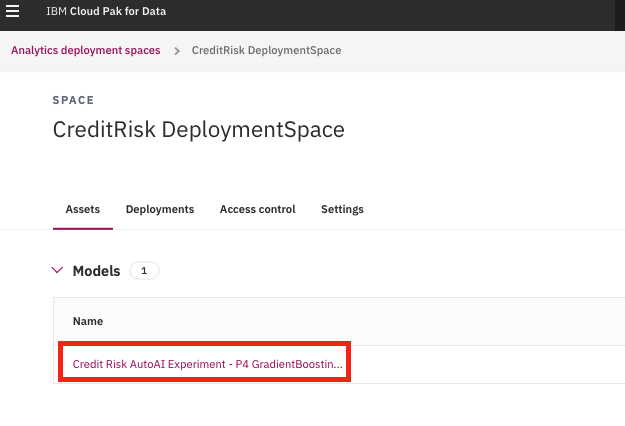 IBM Cloud Pak for Data
Analytics deployment spaces > CreditRisk DeploymentSpace
SPACE
CreditRisk DeploymentSpace
Assets Deployments Access control Settings
Models 1
Name
Credit Risk AutoAI Experiment - P4 GradientBoostin...